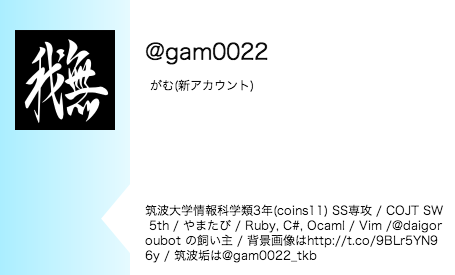 我無
@gam0022
がむ(新アカウント)
筑波大学情報科学類3年(coins11) SS専攻 / COJT SW
5th / やまたび / Ruby, C#, Ocaml / Vim /@daigor
oubot の飼い主 / 背景画像はhttp://t.co/9BLr5YN9
6y / 筑波垢は@gam0022_tkb